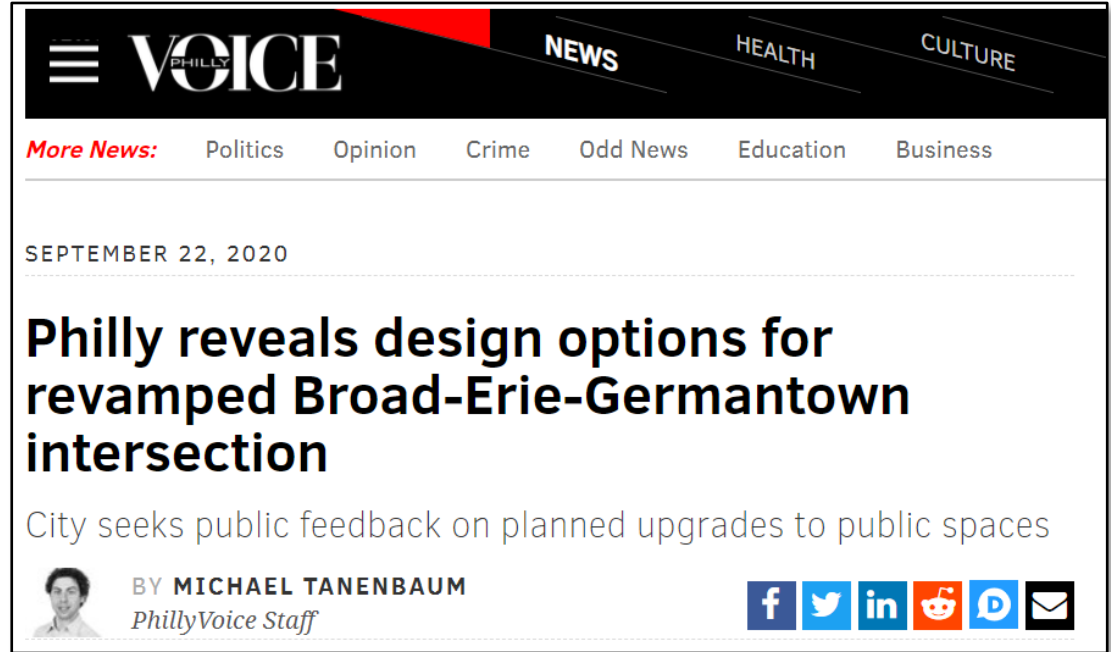 VOICE
PHILLY
NEWS
HEALTH
CULTURE
More News: Politics Opinion Crime Odd News Education Business
SEPTEMBER 22, 2020
Philly reveals design options for
revamped Broad-Erie-Germantown
intersection
City seeks public feedback on planned upgrades to public spaces
BY MICHAEL TANENBAUM
PhillyVoice Staff